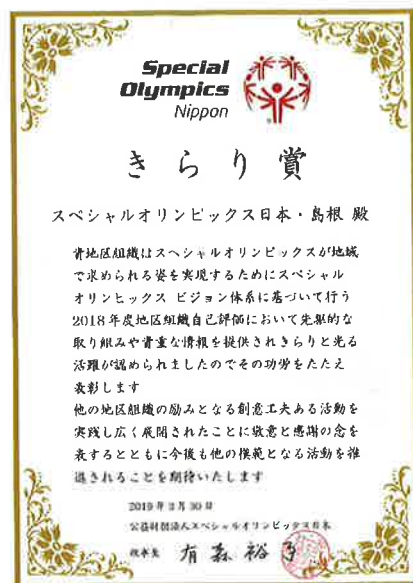 Special
Olympics
Nippon
きらり賞
スペシャルオリンピックス日本・島根 殿
貴地区組織はスペシャルオリンピックスが地域
で求められる姿を実現するためにスペシャル
オリンピックス ビジョン体系に基づいて行う
2018年度地区組織自己評価において先駆的な
取り組みや貴重な情報を提供されきらりと光る
活躍が認められましたのでその功労をたたえ
表彰します
他の地区組織の励みとなる創意工夫ある活動を
実践し広く展開されたことに敬意と感謝の念を
表するとともに今後も他の模範となる活動を推
進されることを期待いたします
2019年3月30日
公益財団法人スペシャルオリンピックス日本
理事長 有森裕子